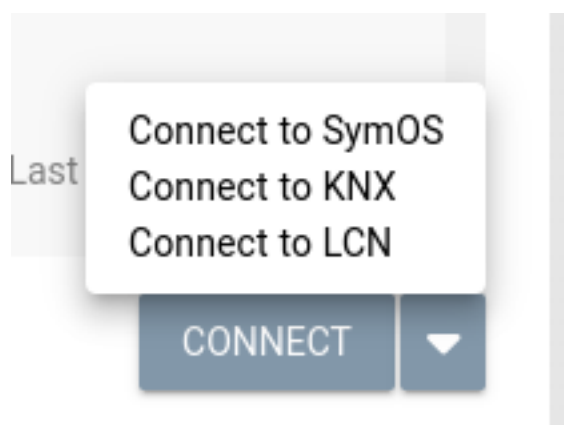 Connect to SymOS
Last
Connect to KNX
Connect to LCN
CONNECT